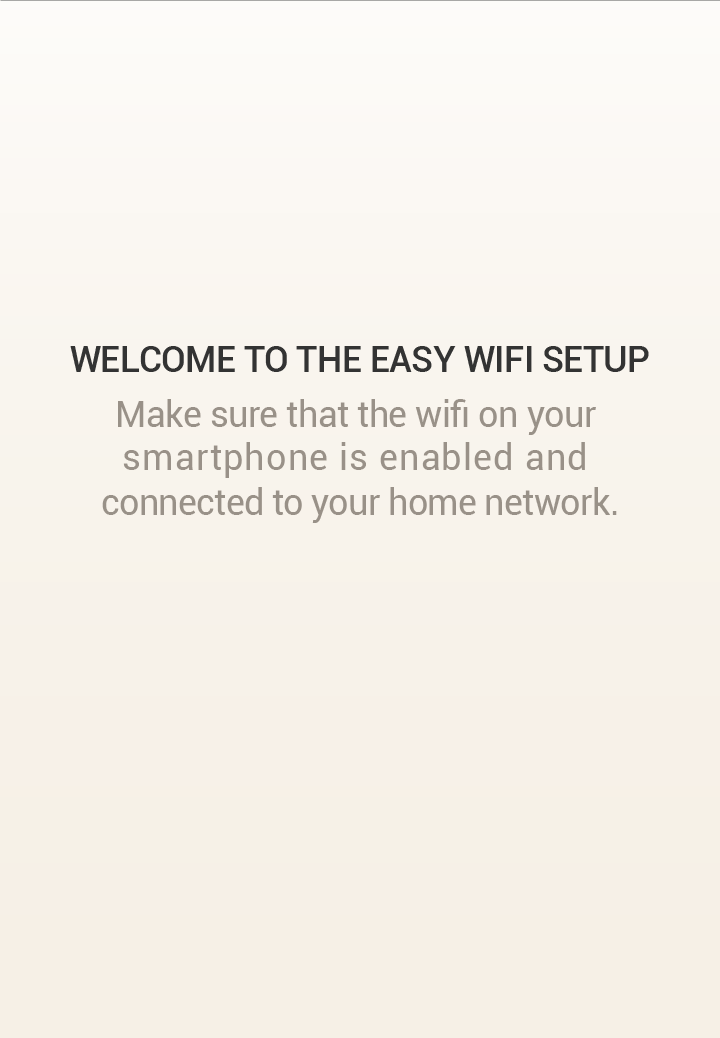 WELCOME TO THE EASY WIFI SETUP
Make sure that the wifi on your
smartphone is enabled and
connected to your home network.